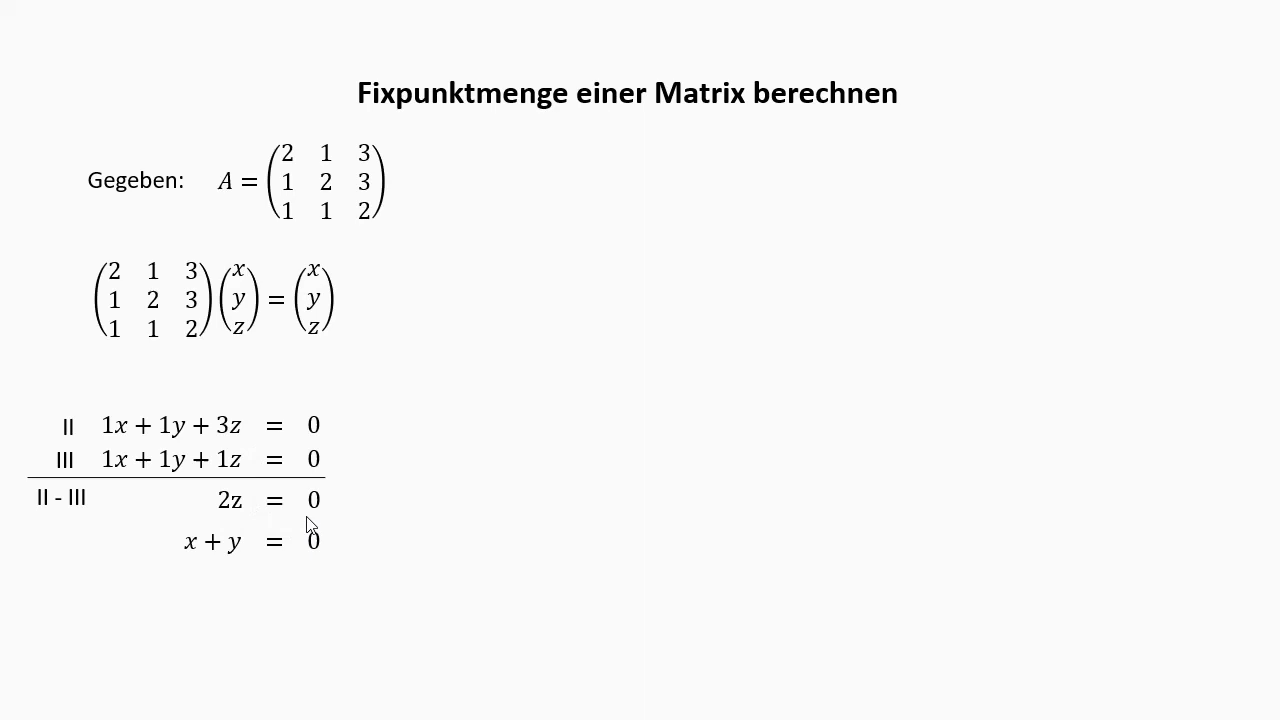 Fixpunktmenge einer Matrix berechnen
Gegeben: A = (2 1 3
1 2 3
1 1 2)
(2 1 3
1 2 3
1 1 2) (x
y
z) = (x
y
z)
II 1x + 1y + 3z = 0
III 1x + 1y + 1z = 0
II - III 2z = 0
x + y = 0